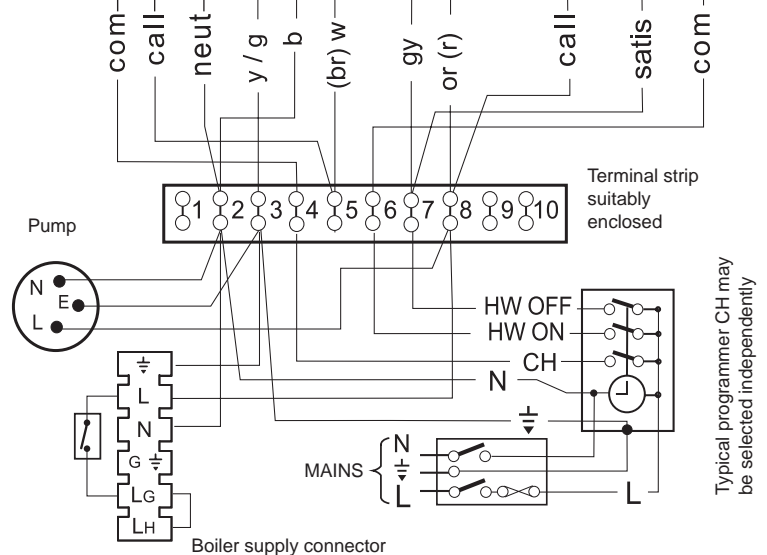 com
call
neut
y / g
b
(br) w
gy
or (r)
call
satis
com
1 2 3 4 5 6 7 8 9 10
Terminal strip
suitably
enclosed
Pump
N
E
L
HW OFF
HW ON
CH
N
L
N
G
LG
LH
MAINS
N
L
L
Boiler supply connector
Typical programmer CH may
be selected independently